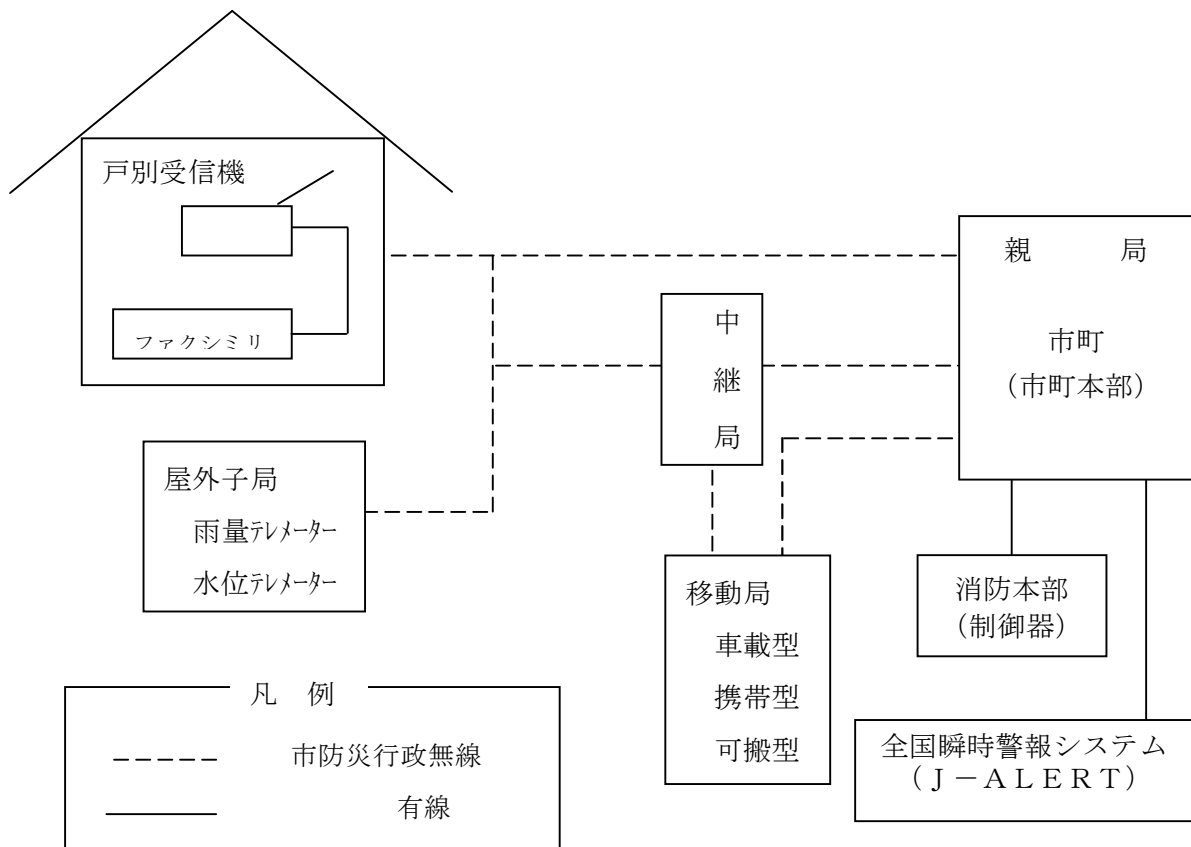 戸別受信機
ファクシミリ
親　　局
市町
（市町本部）
中
継
局
屋外子局
雨量ﾃﾚﾒｰﾀｰ
水位ﾃﾚﾒｰﾀｰ
移動局
車載型
携帯型
可搬型
消防本部
（制御器）
全国瞬時警報システム
（Ｊ－ＡＬＥＲＴ）
凡　例
市防災行政無線
有線